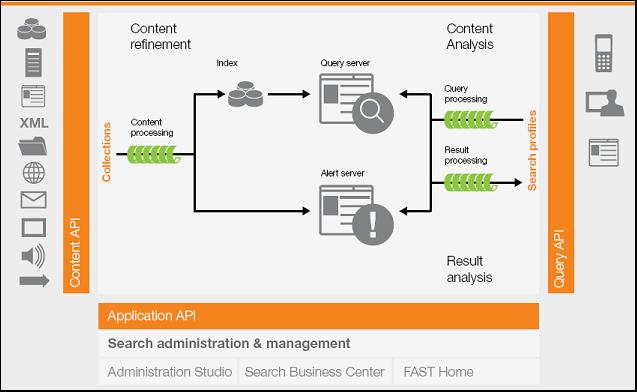 Content
refinement
Content
Analysis
Index
Query server
Query
processing
XML
Content
processing
Collections
Search profiles
Result
processing
Alert server
Content API
Query API
Result
analysis
Application API
Search administration & management
Administration Studio
Search Business Center
FAST Home